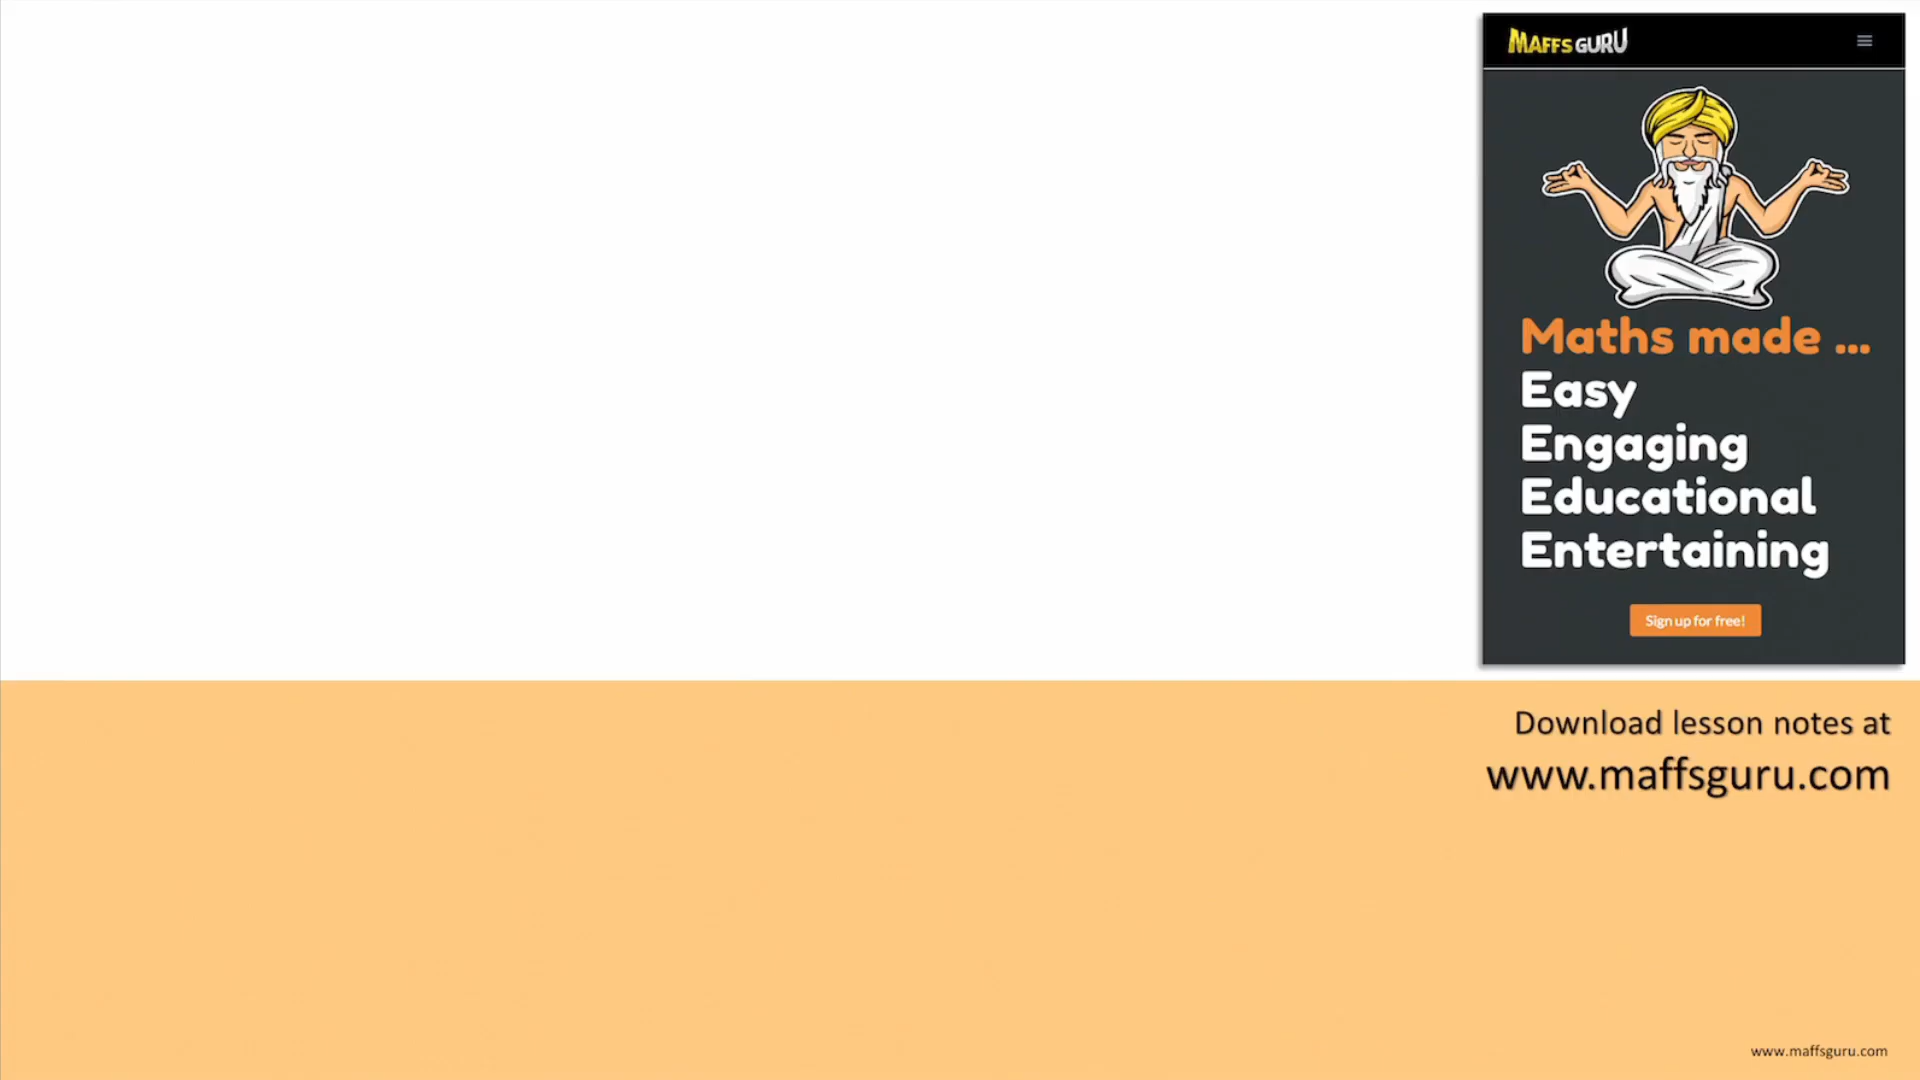 MAFFS GURU
Maths made ...
Easy
Engaging
Educational
Entertaining
Sign up for free!
Download lesson notes at
www.maffsguru.com
www.maffsguru.com